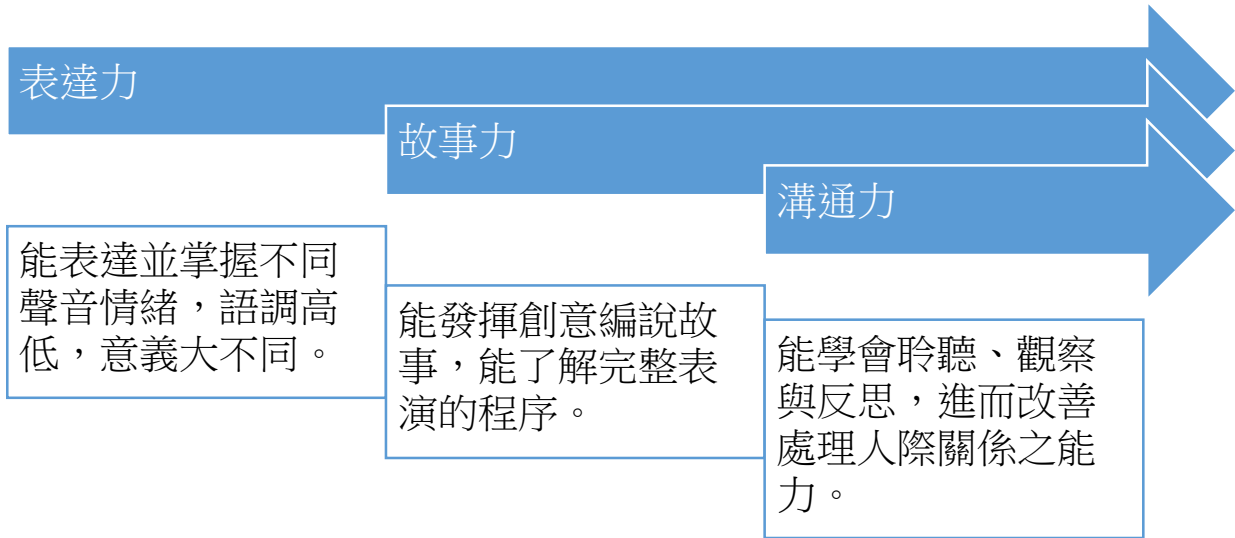 表達力
故事力
溝通力
能表達並掌握不同
聲音情緒，語調高
低，意義大不同。
能發揮創意編說故
事，能了解完整表
演的程序。
能學會聆聽、觀察
與反思，進而改善
處理人際關係之能
力。